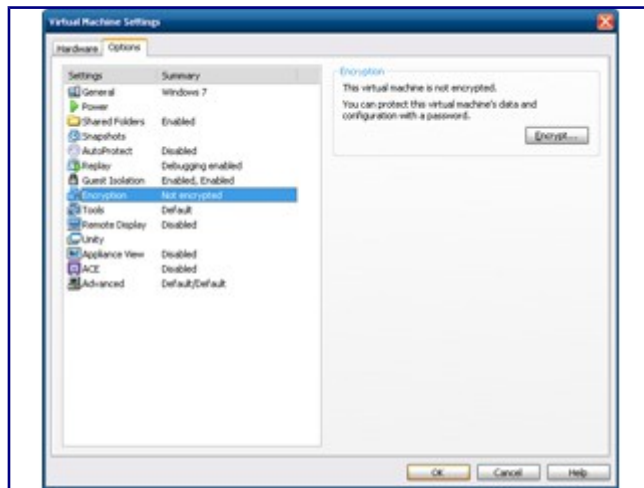 Virtual Machine Settings
Hardware Options
Settings Summary
General Windows 7
Power
Shared Folders Enabled
Snapshots
AutoProtect Disabled
Replay Debugging enabled
Guest Isolation Enabled, Enabled
Encryption Not encrypted
Tools Default
Remote Display Disabled
Unity
Appliance View Disabled
ACE Disabled
Advanced Default/Default
Encryption
This virtual machine is not encrypted.
You can protect this virtual machine's data and
configuration with a password.
Encrypt...
OK Cancel Help